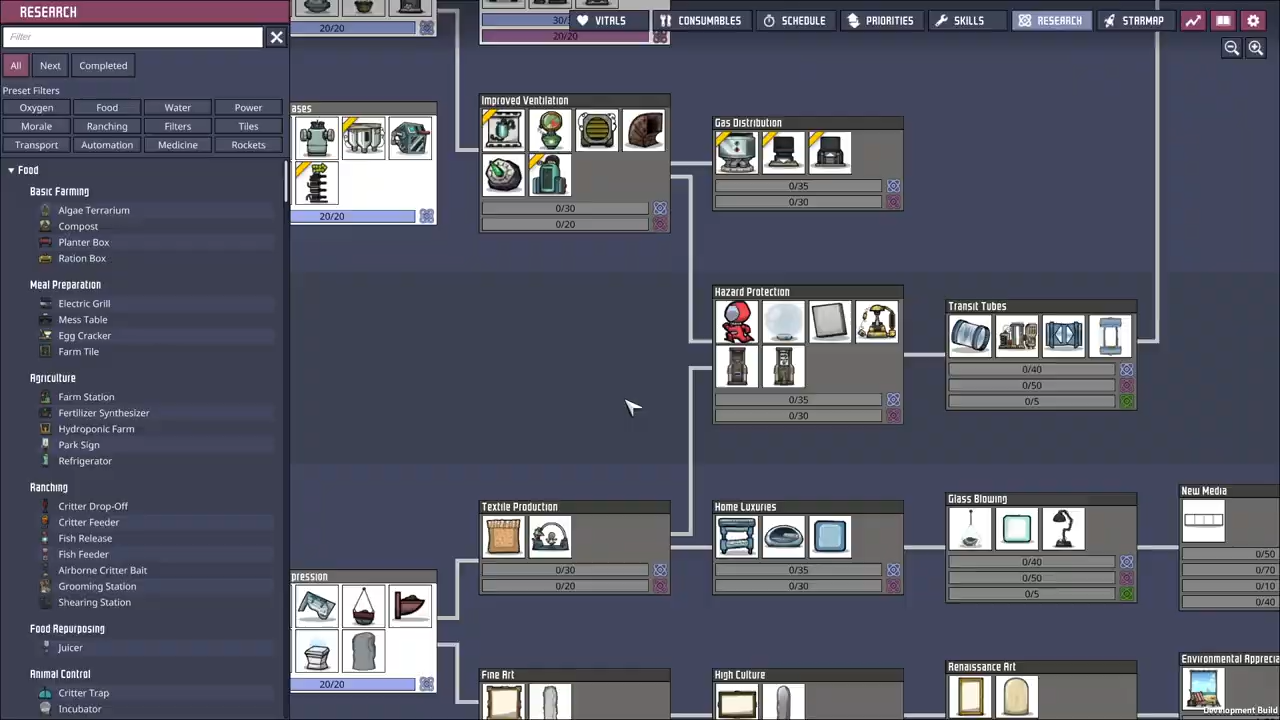 RESEARCH
VITALS
CONSUMABLES
SCHEDULE
PRIORITIES
SKILLS
RESEARCH
STARMAP
Filter
All
Next
Completed
Preset Filters
Oxygen
Food
Water
Power
Morale
Ranching
Filters
Tiles
Transport
Automation
Medicine
Rockets
Food
Basic Farming
Algae Terrarium
Compost
Planter Box
Ration Box
Meal Preparation
Electric Grill
Mess Table
Egg Cracker
Farm Tile
Agriculture
Farm Station
Fertilizer Synthesizer
Hydroponic Farm
Park Sign
Refrigerator
Ranching
Critter Drop-Off
Critter Feeder
Fish Release
Fish Feeder
Airborne Critter Bait
Grooming Station
Shearing Station
Food Repurposing
Juicer
Animal Control
Critter Trap
Incubator
20/20
30/
20/20
ases
20/20
Improved Ventilation
0/30
0/20
Gas Distribution
0/35
0/30
Hazard Protection
0/35
0/30
Transit Tubes
0/40
0/50
0/5
pression
20/20
Textile Production
0/30
0/20
Home Luxuries
0/35
0/30
Glass Blowing
0/40
0/50
0/5
New Media
0/50
0/70
0/10
0/40
Fine Art
High Culture
Renaissance Art
Environmental Apprecia
Development Build